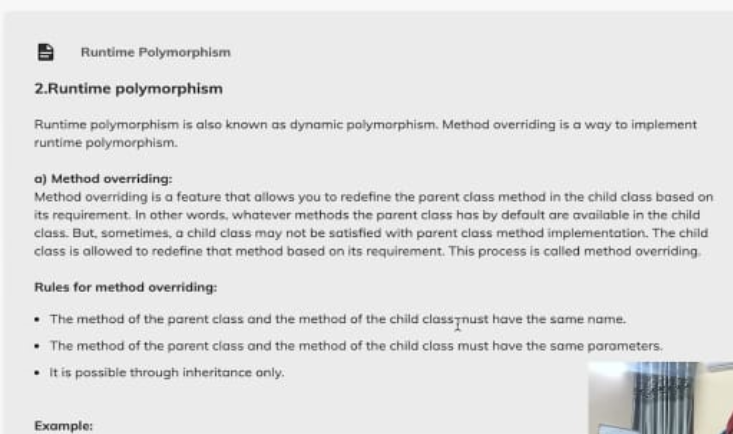 Runtime Polymorphism
2.Runtime polymorphism
Runtime polymorphism is also known as dynamic polymorphism. Method overriding is a way to implement
runtime polymorphism.
a) Method overriding:
Method overriding is a feature that allows you to redefine the parent class method in the child class based on
its requirement. In other words, whatever methods the parent class has by default are available in the child
class. But, sometimes, a child class may not be satisfied with parent class method implementation. The child
class is allowed to redefine that method based on its requirement. This process is called method overriding.
Rules for method overriding:
• The method of the parent class and the method of the child class must have the same name.
• The method of the parent class and the method of the child class must have the same parameters.
• It is possible through inheritance only.
Example: